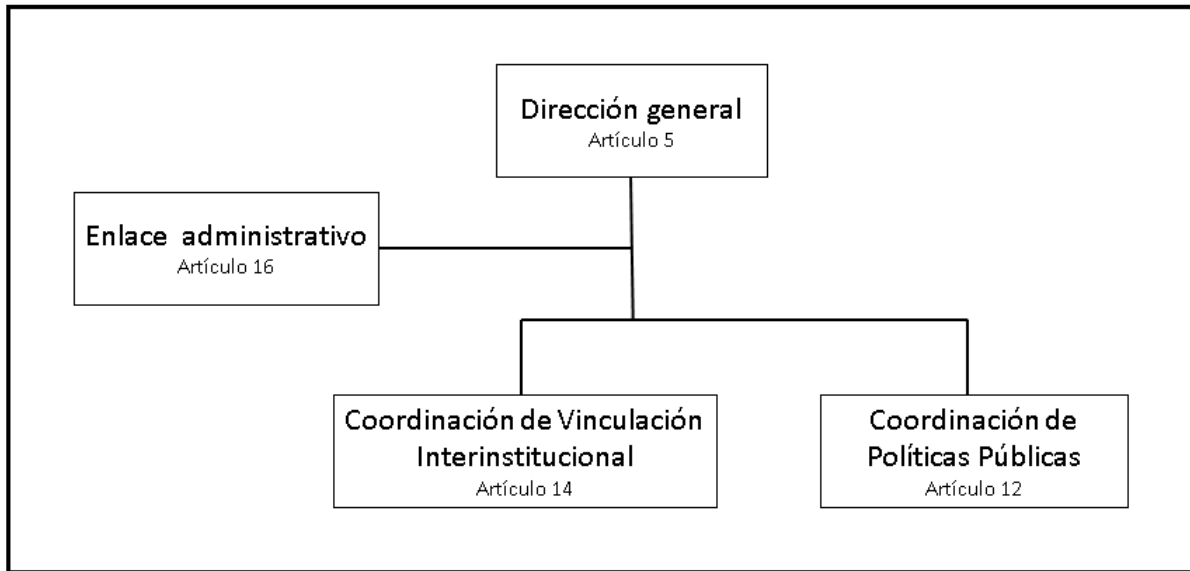 Dirección general
Artículo 5
Enlace administrativo
Artículo 16
Coordinación de Vinculación
Interinstitucional
Artículo 14
Coordinación de
Políticas Públicas
Artículo 12